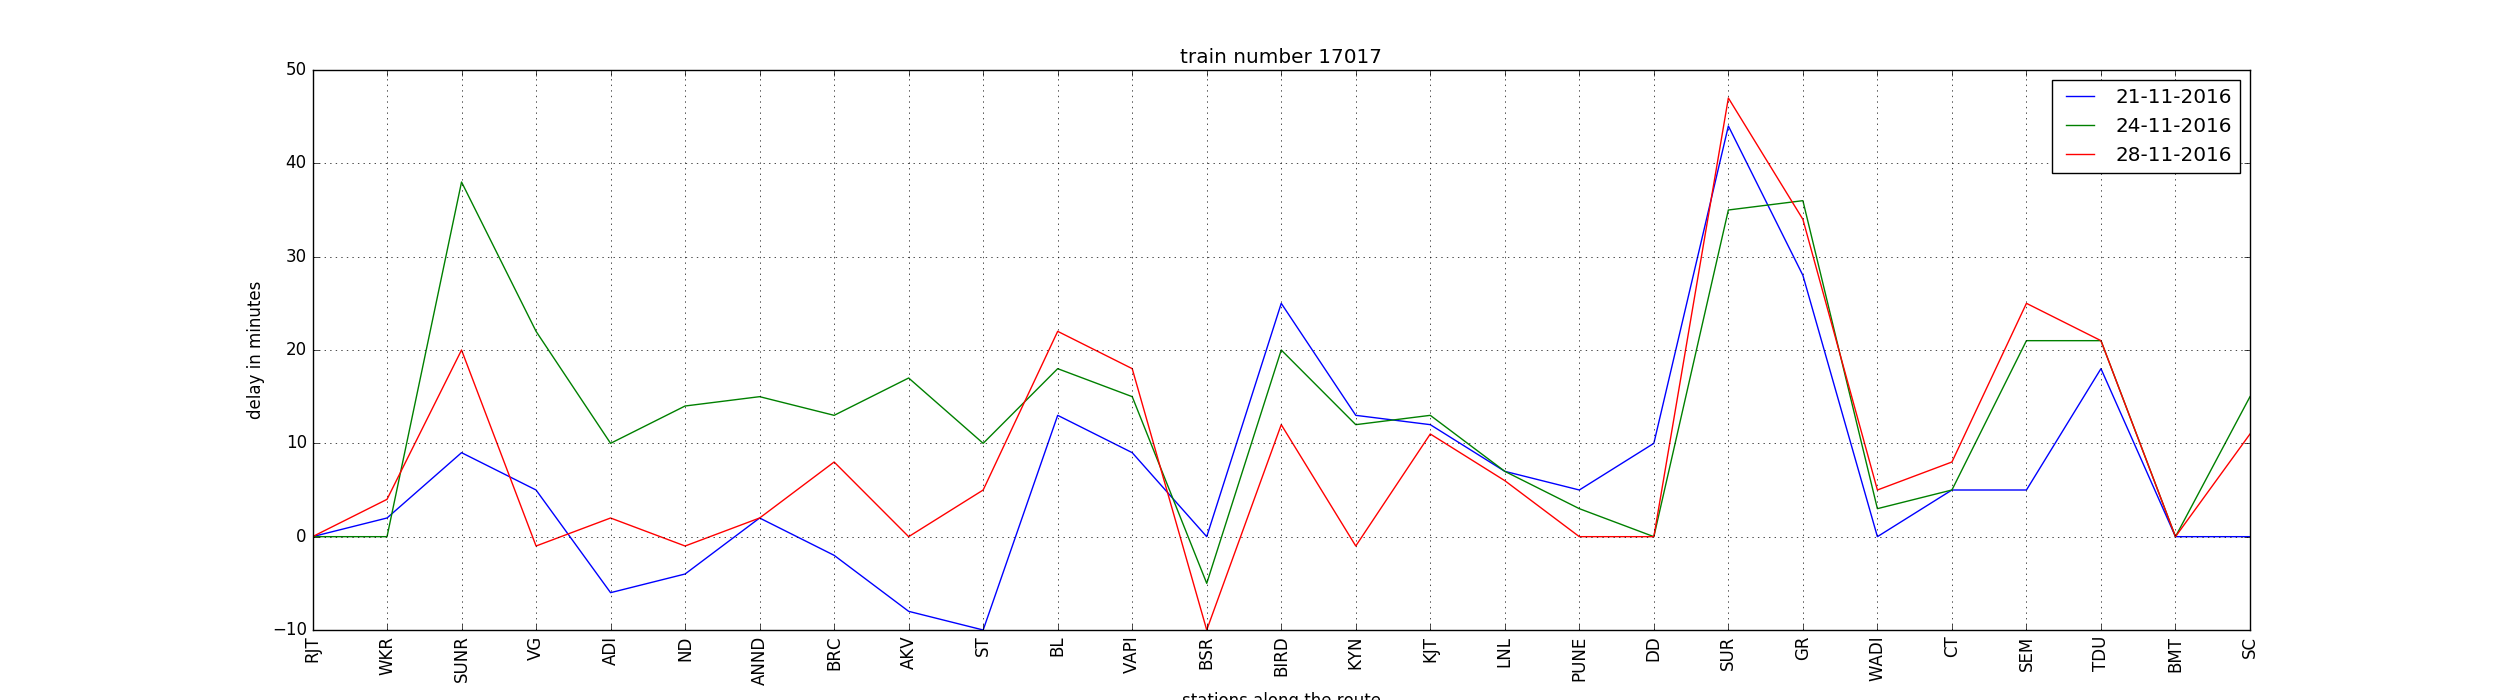 train number 17017
50
40
30
20
10
0
−10
delay in minutes
21-11-2016
24-11-2016
28-11-2016
RJT
WKR
SUNR
VG
ADI
ND
ANND
BRC
AKV
ST
BL
VAPI
BSR
BIRD
KYN
KJT
LNL
PUNE
DD
SUR
GR
WADI
CT
SEM
TDU
BMT
SC
stations along the route